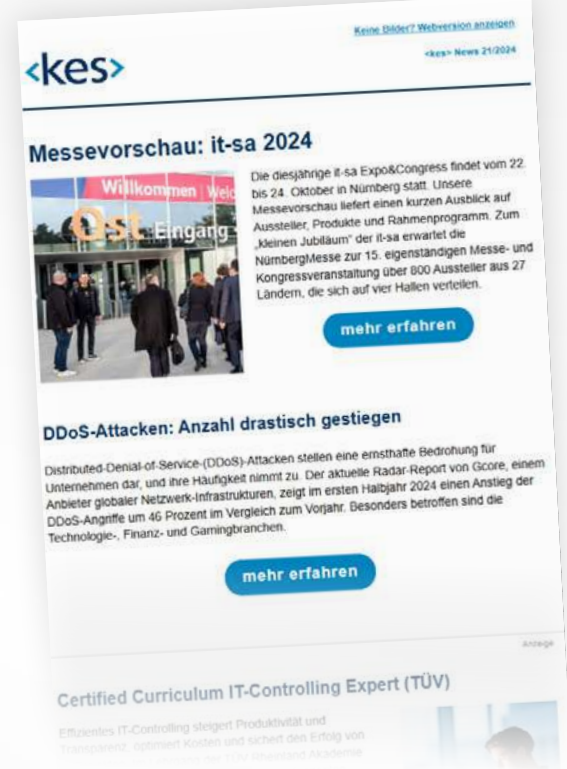 Keine Bilder? Webversion anzeigen
<kes>
<kes> News 21/2024
Messevorschau: it-sa 2024
Willkommen Welc
Ost Eingang
Die diesjährige it-sa Expo&Congress findet vom 22.
bis 24. Oktober in Nürnberg statt. Unsere
Messevorschau liefert einen kurzen Ausblick auf
Aussteller, Produkte und Rahmenprogramm. Zum
„kleinen Jubiläum“ der it-sa erwartet die
NürnbergMesse zur 15. eigenständigen Messe- und
Kongressveranstaltung über 800 Aussteller aus 27
Ländern, die sich auf vier Hallen verteilen.
mehr erfahren
DDoS-Attacken: Anzahl drastisch gestiegen
Distributed-Denial-of-Service-(DDoS)-Attacken stellen eine ernsthafte Bedrohung für
Unternehmen dar, und ihre Häufigkeit nimmt zu. Der aktuelle Radar-Report von Gcore, einem
Anbieter globaler Netzwerk-Infrastrukturen, zeigt im ersten Halbjahr 2024 einen Anstieg der
DDoS-Angriffe um 46 Prozent im Vergleich zum Vorjahr. Besonders betroffen sind die
Technologie-, Finanz- und Gamingbranchen.
mehr erfahren
Anzeige
Certified Curriculum IT-Controlling Expert (TÜV)
Effizientes IT-Controlling steigert Produktivität und
Transparenz, optimiert Kosten und sichert den Erfolg von
der TÜV Rheinland Akademie